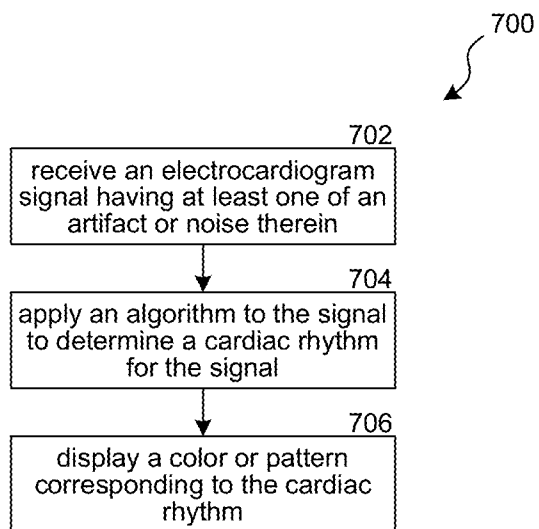 700
702
receive an electrocardiogram
signal having at least one of an
artifact or noise therein
704
apply an algorithm to the signal
to determine a cardiac rhythm
for the signal
706
display a color or pattern
corresponding to the cardiac
rhythm